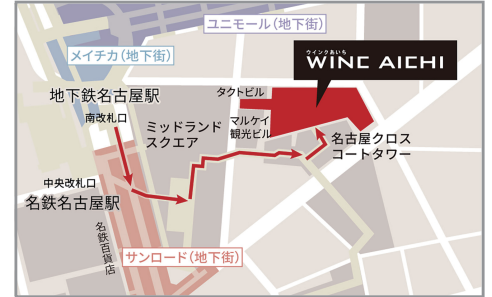 ユニモール(地下街)
メイチカ(地下街)
ウインクあいち
WINC AICHI
地下鉄名古屋駅
南改札口
タクトビル
ミッドランド
スクエア
マルケイ
観光ビル
名古屋クロス
コートタワー
中央改札口
名鉄名古屋駅
名鉄百貨店
サンロード(地下街)